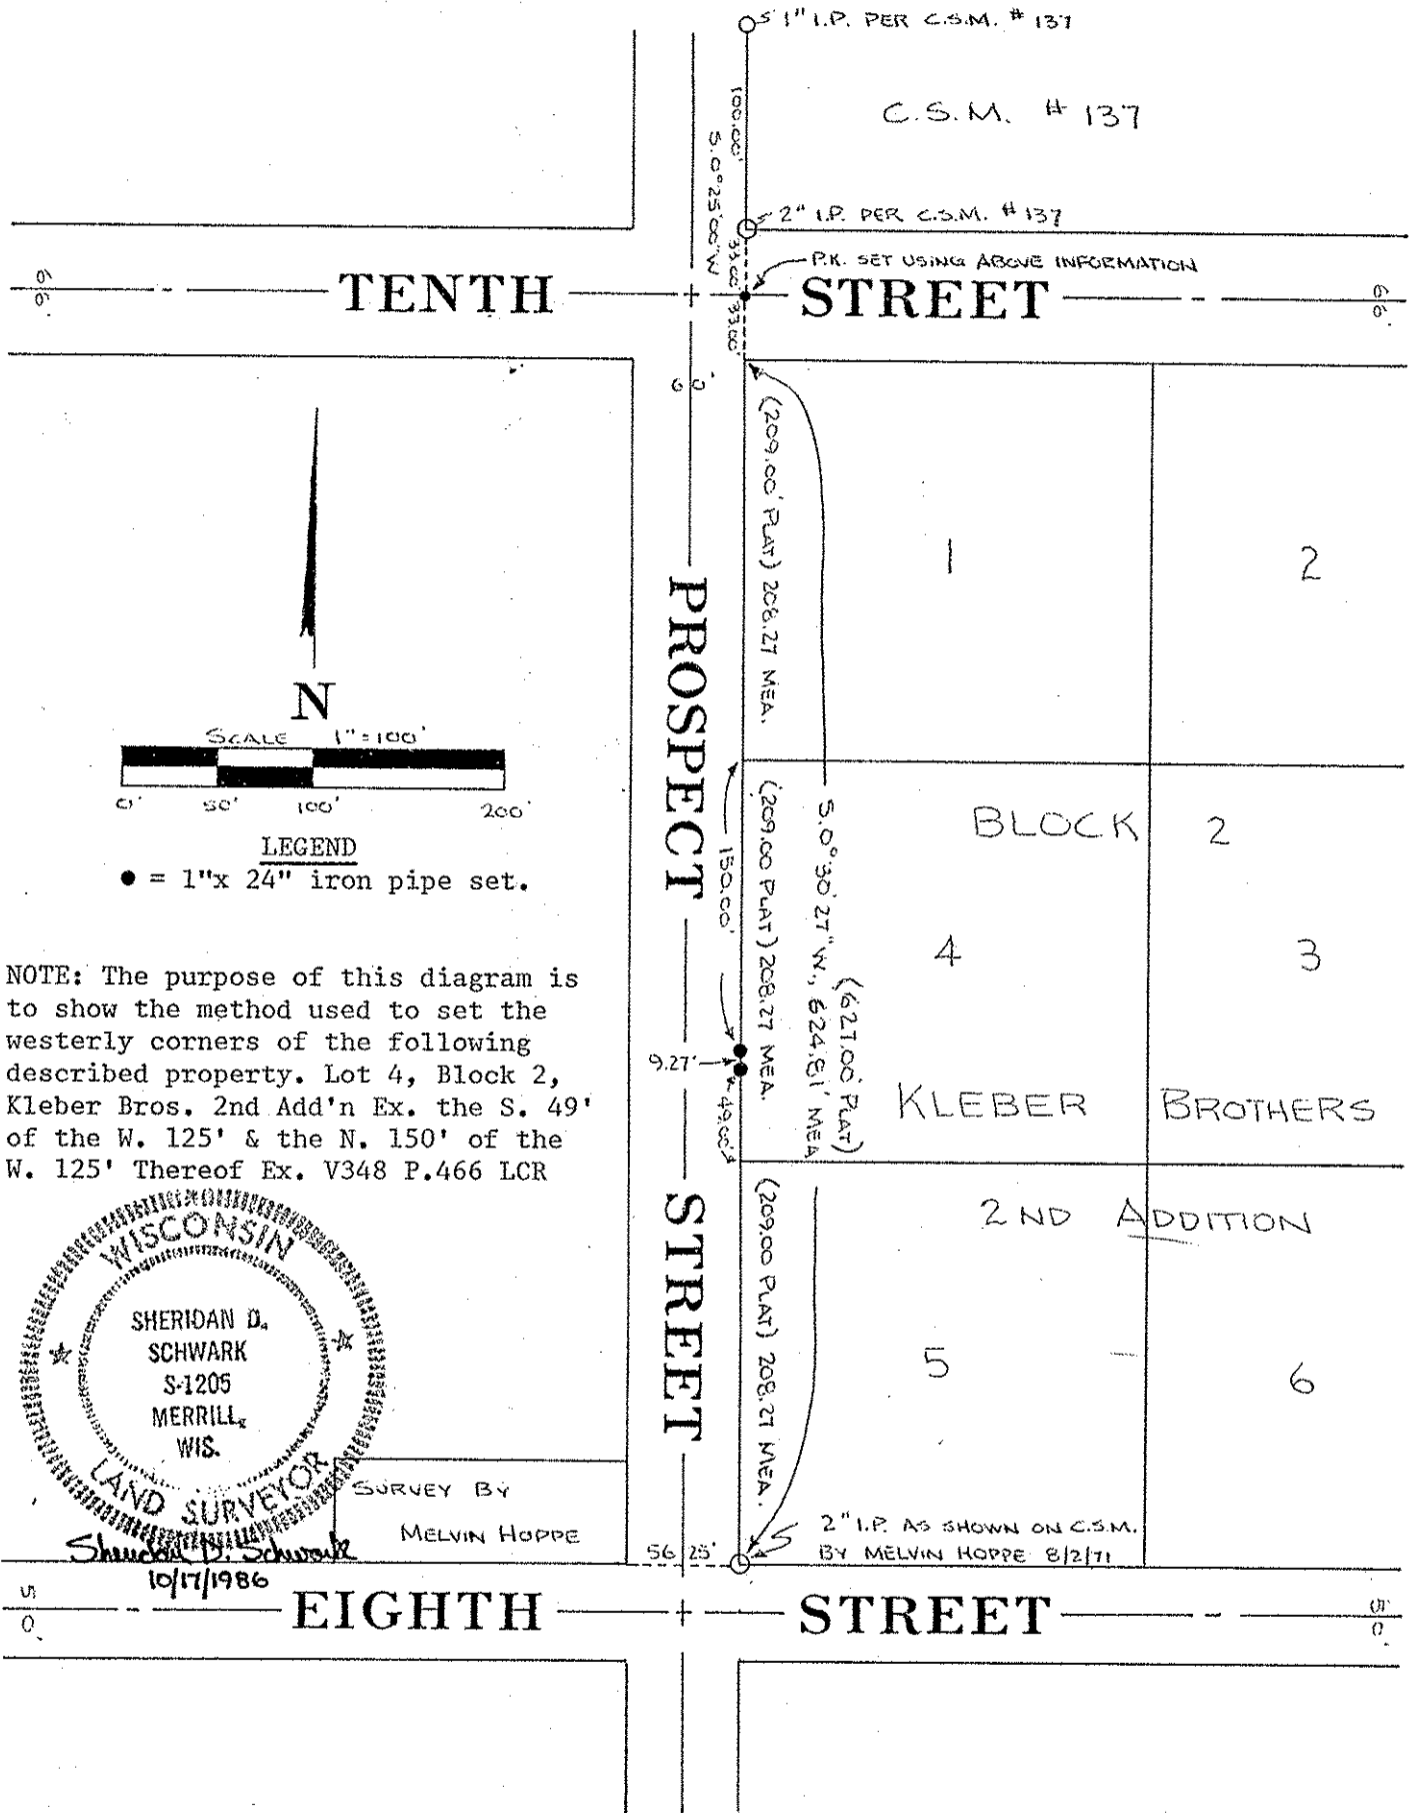 1" I.P. PER C.S.M. # 137
C.S.M. # 137
100.00'
S.0°25'00"W
2" I.P. PER C.S.M. # 137
33.00'
P.K. SET USING ABOVE INFORMATION
66'
TENTH STREET
66'
33.00'
60'
(209.00' PLAT) 208.27 MEA.
1
2
N
SCALE 1"=100'
0' 50' 100' 200'
LEGEND
● = 1"x 24" iron pipe set.
PROSPECT STREET
150.00'
(209.00 PLAT) 208.27 MEA.
S.0°30'27"W., 624.81' MEA
(627.00' PLAT)
BLOCK 2
4
3
9.27'
49.00'
KLEBER BROTHERS
NOTE: The purpose of this diagram is
to show the method used to set the
westerly corners of the following
described property. Lot 4, Block 2,
Kleber Bros. 2nd Add'n Ex. the S. 49'
of the W. 125' & the N. 150' of the
W. 125' Thereof Ex. V348 P.466 LCR
(209.00 PLAT) 208.27 MEA.
2ND ADDITION
5
6
WISCONSIN
SHERIDAN D.
SCHWARK
S-1205
MERRILL,
WIS.
LAND SURVEYOR
Sheridan D. Schwark
10/17/1986
SURVEY BY
MELVIN HOPPE
56.25'
2" I.P. AS SHOWN ON C.S.M.
BY MELVIN HOPPE 8/2/71
50'
EIGHTH STREET
50'